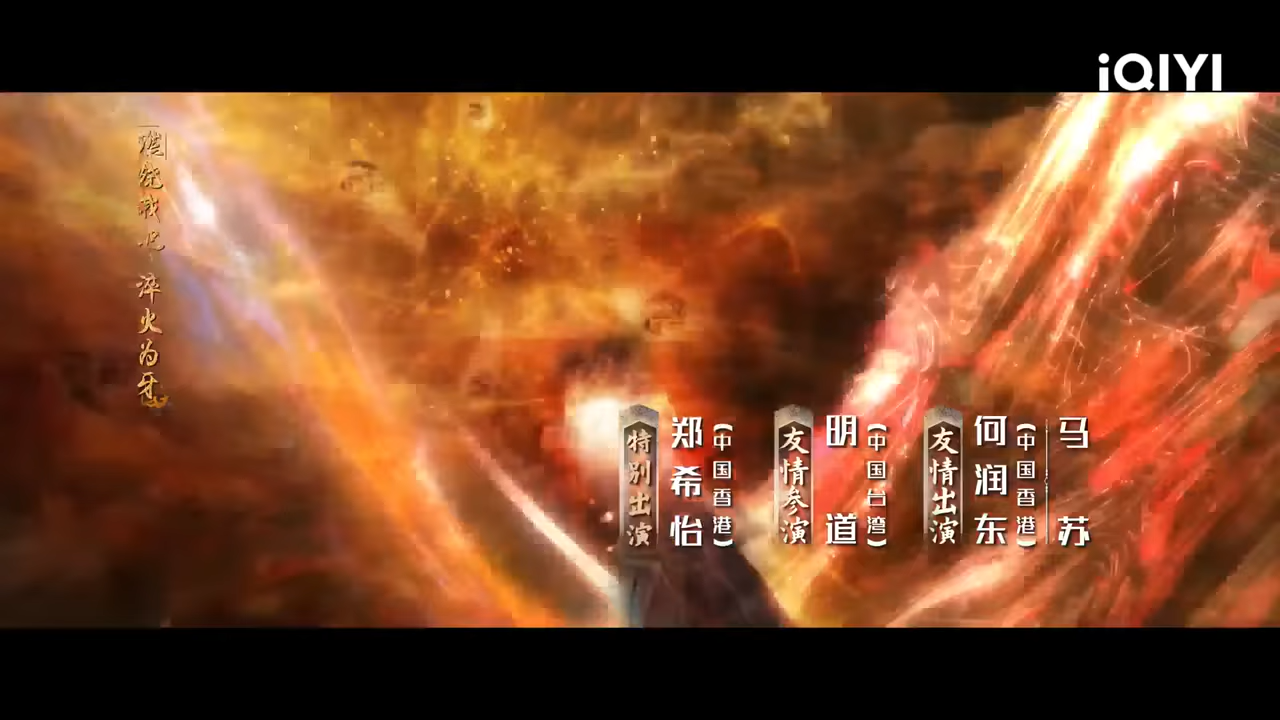 iQIYI
燃龙戏心 淬火为牙
马苏
何润东
(中国香港)
友情出演
明道
(中国台湾)
友情参演
郑希怡
(中国香港)
特别出演